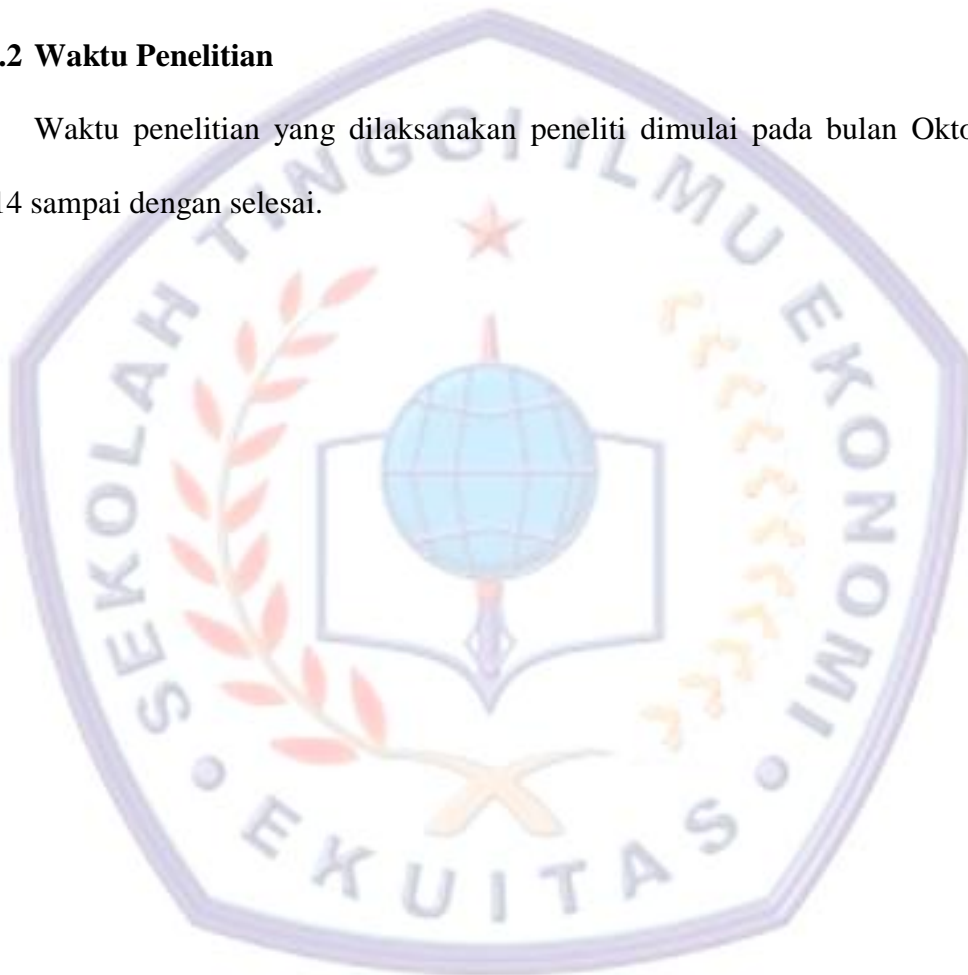 .2 Waktu Penelitian
Waktu penelitian yang dilaksanakan peneliti dimulai pada bulan Okto
14 sampai dengan selesai.
SEKOLAH TINGGI ILMU EKONOMI
• EKUITAS •